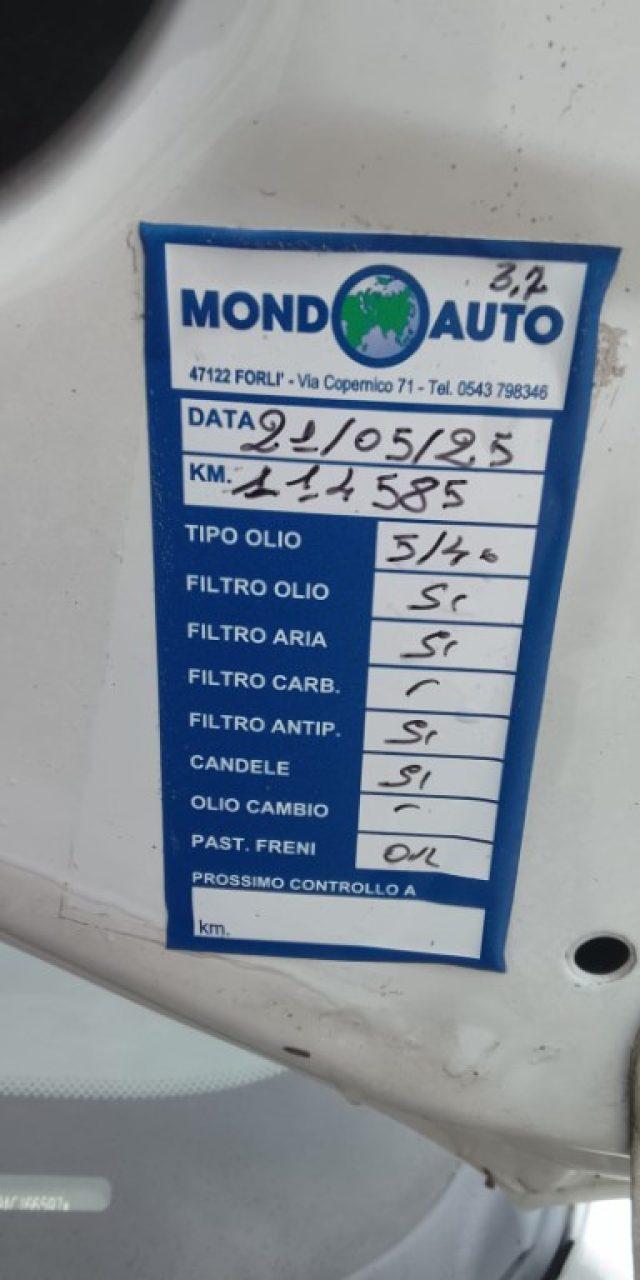 3,7
MONDO AUTO
47122 FORLI' - Via Copernico 71 - Tel. 0543 798346
DATA 21/05/25
KM. 114585
TIPO OLIO 5/40
FILTRO OLIO SI
FILTRO ARIA SI
FILTRO CARB. -
FILTRO ANTIP. SI
CANDELE SI
OLIO CAMBIO -
PAST. FRENI OK
PROSSIMO CONTROLLO A
km.